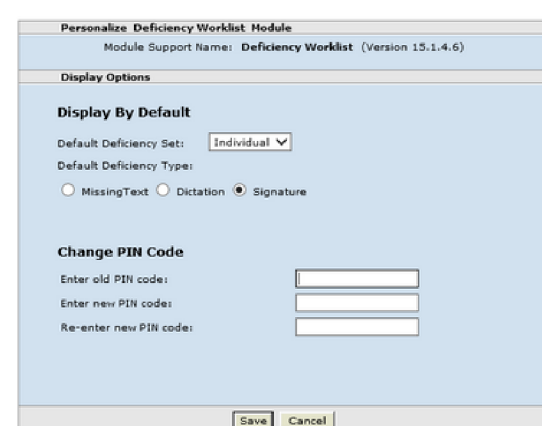 Personalize Deficiency Worklist Module
Module Support Name: Deficiency Worklist (Version 15.1.4.6)
Display Options
Display By Default
Default Deficiency Set: Individual
Default Deficiency Type:
MissingText Dictation Signature
Change PIN Code
Enter old PIN code:
Enter new PIN code:
Re-enter new PIN code:
Save Cancel